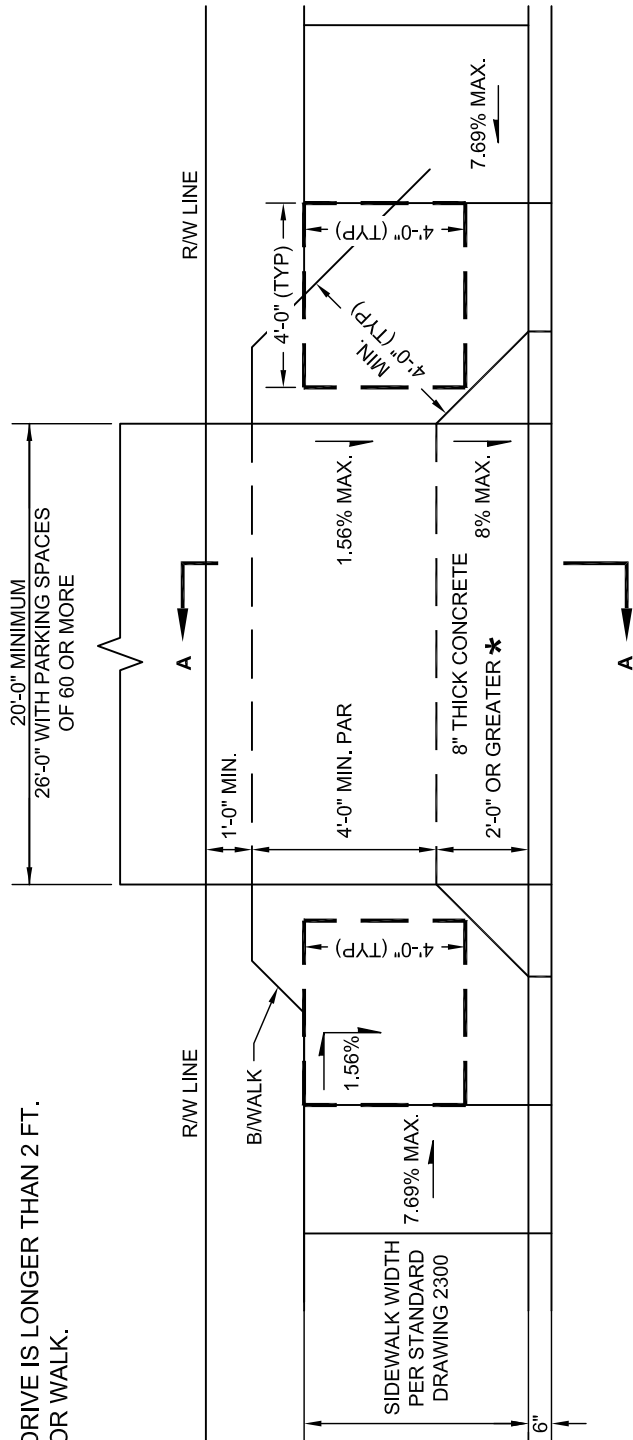 DRIVE IS LONGER THAN 2 FT.
OR WALK.
20'-0" MINIMUM
26'-0" WITH PARKING SPACES
OF 60 OR MORE
R/W LINE
R/W LINE
A
B/WALK
1'-0" MIN.
4'-0" (TYP)
4'-0" (TYP)
4'-0" (TYP)
MIN.
4'-0" (TYP)
1.56%
4'-0" MIN. PAR
1.56% MAX.
7.69% MAX.
7.69% MAX.
8" THICK CONCRETE
2'-0" OR GREATER *
8% MAX.
SIDEWALK WIDTH
PER STANDARD
DRAWING 2300
6"
A